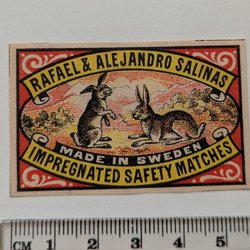 RAFAEL & ALEJANDRO SALINAS
MADE IN SWEDEN
IMPREGNATED SAFETY MATCHES
CM 1 2 3 4 5